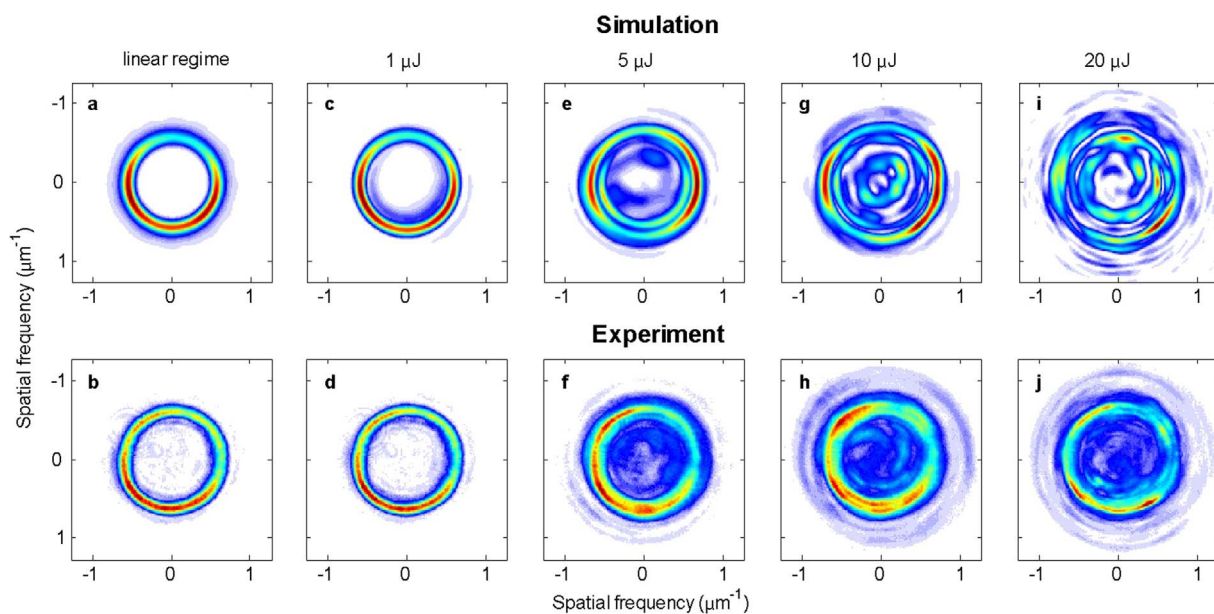 Simulation
linear regime
1 μJ
5 μJ
10 μJ
20 μJ
a
c
e
g
i
-1
0
1
-1 0 1
-1 0 1
-1 0 1
-1 0 1
-1 0 1
Spatial frequency (μm⁻¹)
Experiment
b
d
f
h
j
-1
0
1
-1 0 1
-1 0 1
-1 0 1
-1 0 1
-1 0 1
Spatial frequency (μm⁻¹)